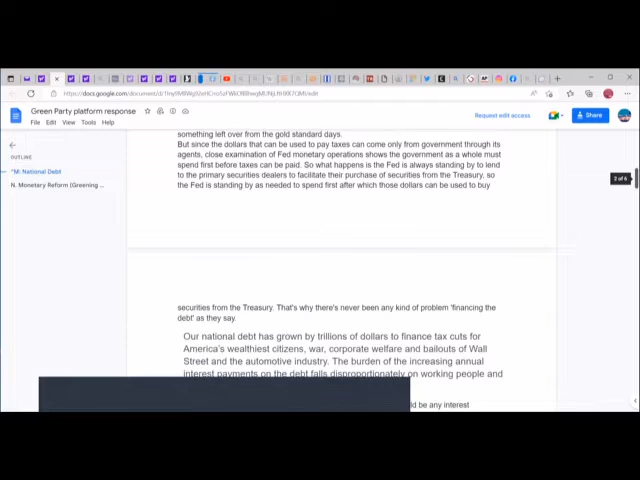 Green Party platform response
File Edit View Tools Help
Request edit access
Share
OUTLINE
"M: National Debt
N. Monetary Reform (Greening ...
2 of 6
something left over from the gold standard days.
But since the dollars that can be used to pay taxes can come only from government through its
agents, close examination of Fed monetary operations shows the government as a whole must
spend first before taxes can be paid. So what happens is the Fed is always standing by to lend
to the primary securities dealers to facilitate their purchase of securities from the Treasury, so
the Fed is standing by as needed to spend first after which those dollars can be used to buy
securities from the Treasury. That's why there's never been any kind of problem 'financing the
debt' as they say.
Our national debt has grown by trillions of dollars to finance tax cuts for
America's wealthiest citizens, war, corporate welfare and bailouts of Wall
Street and the automotive industry. The burden of the increasing annual
interest payments on the debt falls disproportionately on working people and
ld be any interest